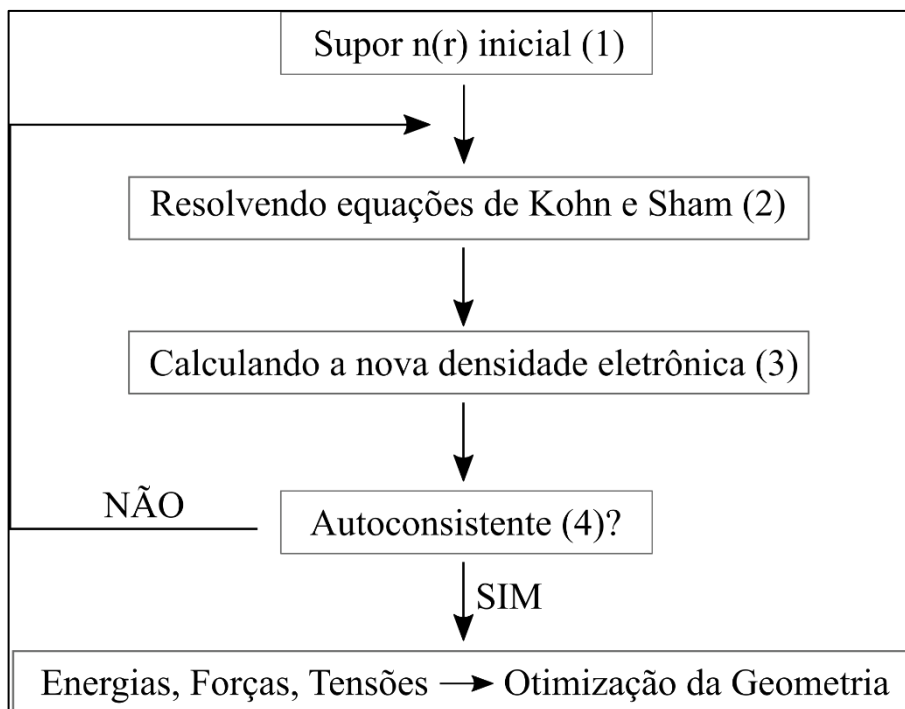 Supor n(r) inicial (1)
Resolvendo equações de Kohn e Sham (2)
Calculando a nova densidade eletrônica (3)
NÃO
Autoconsistente (4)?
SIM
Energias, Forças, Tensões → Otimização da Geometria